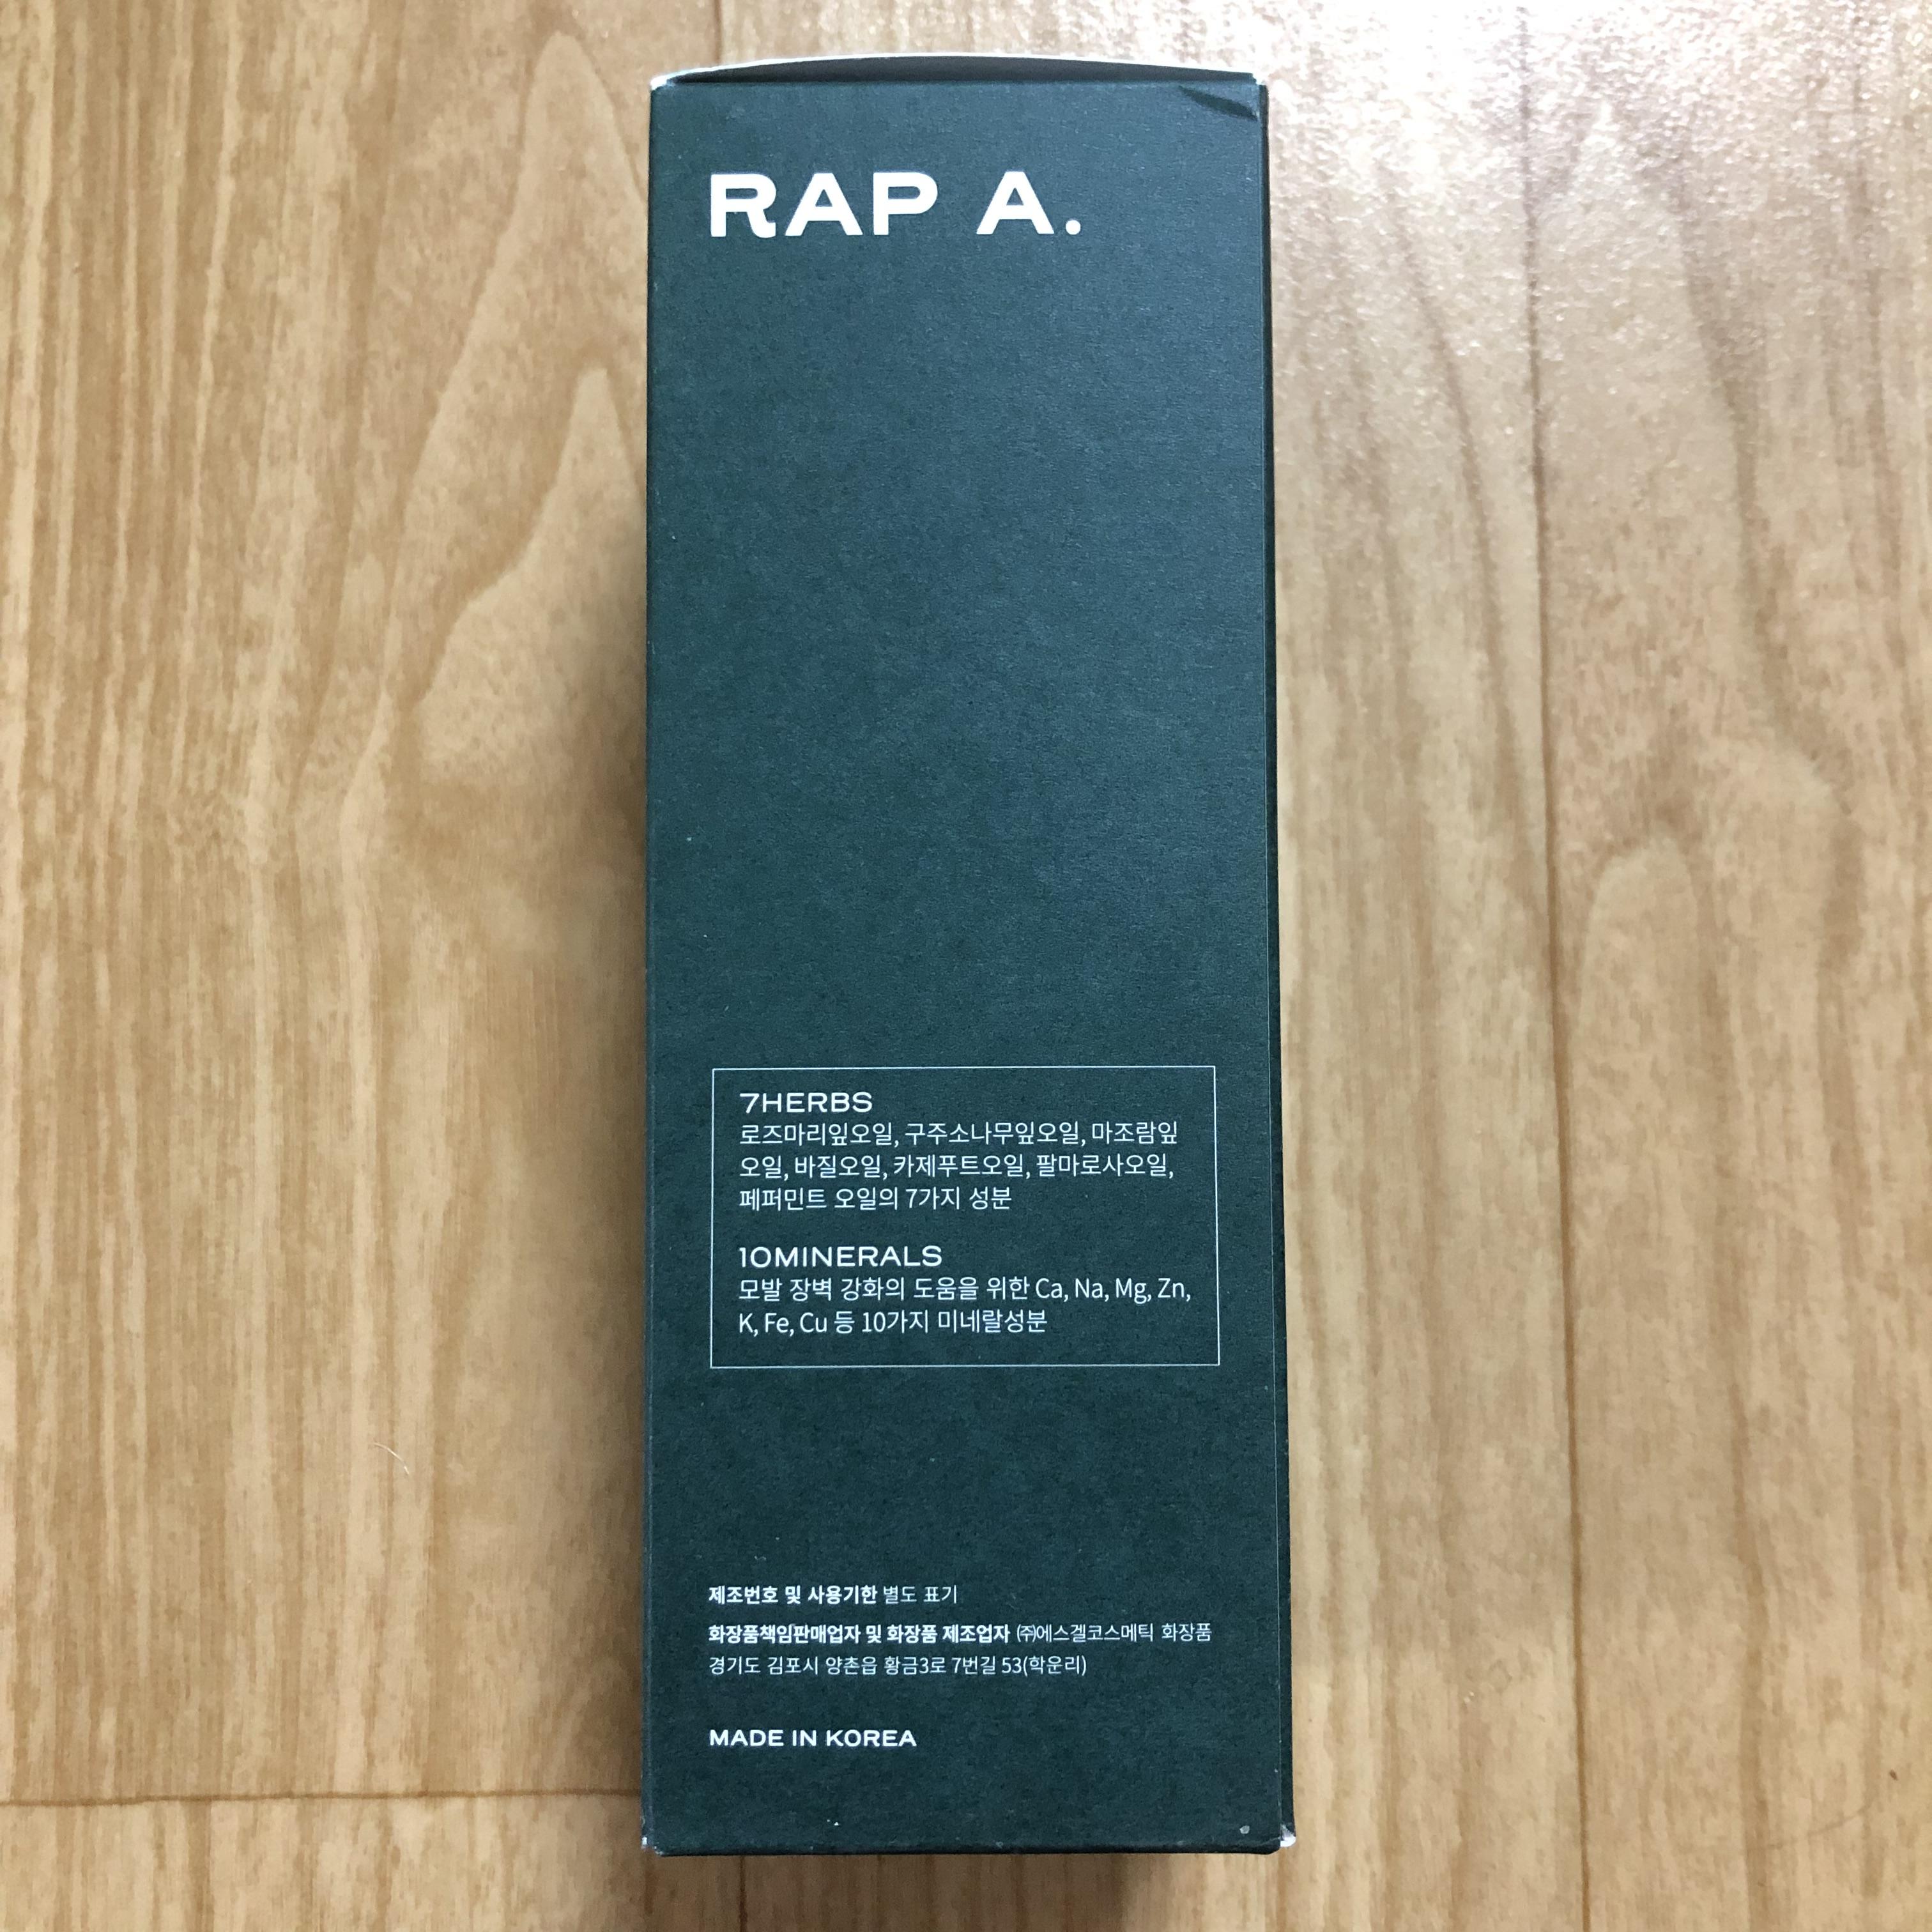 RAP A.
7HERBS
로즈마리잎오일, 구주소나무잎오일, 마조람잎
오일, 바질오일, 카제푸트오일, 팔마로사오일,
페퍼민트 오일의 7가지 성분
10MINERALS
모발 장벽 강화의 도움을 위한 Ca, Na, Mg, Zn,
K, Fe, Cu 등 10가지 미네랄성분
제조번호 및 사용기한 별도 표기
화장품책임판매업자 및 화장품 제조업자 ㈜에스겔코스메틱 화장품
경기도 김포시 양촌읍 황금3로 7번길 53(학운리)
MADE IN KOREA